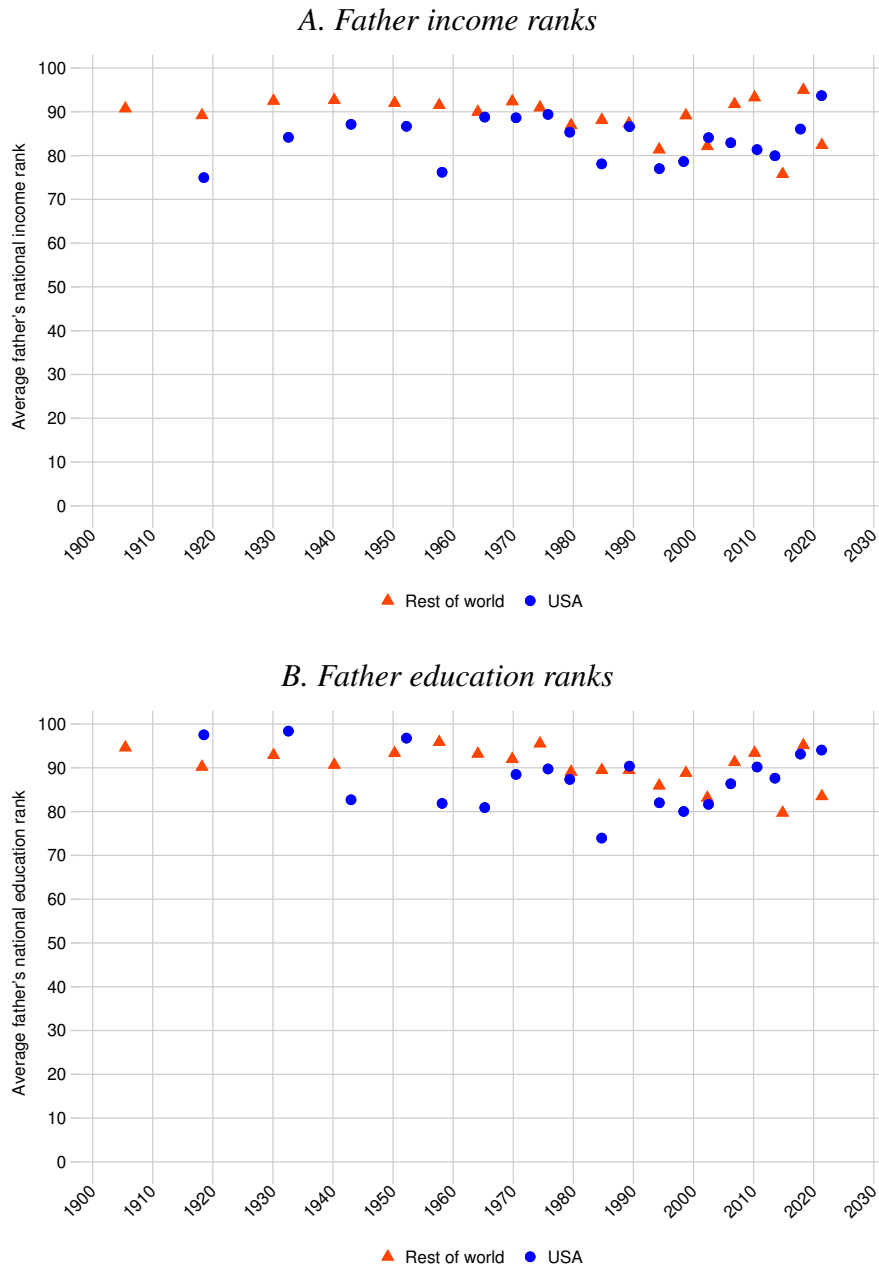 A. Father income ranks
Average father's national income rank
100
90
80
70
60
50
40
30
20
10
0
1900 1910 1920 1930 1940 1950 1960 1970 1980 1990 2000 2010 2020 2030
Rest of world USA
B. Father education ranks
Average father's national education rank
100
90
80
70
60
50
40
30
20
10
0
1900 1910 1920 1930 1940 1950 1960 1970 1980 1990 2000 2010 2020 2030
Rest of world USA